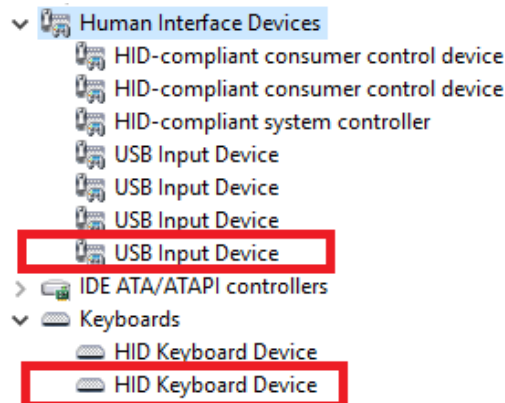 Human Interface Devices
HID-compliant consumer control device
HID-compliant consumer control device
HID-compliant system controller
USB Input Device
USB Input Device
USB Input Device
USB Input Device
IDE ATA/ATAPI controllers
Keyboards
HID Keyboard Device
HID Keyboard Device